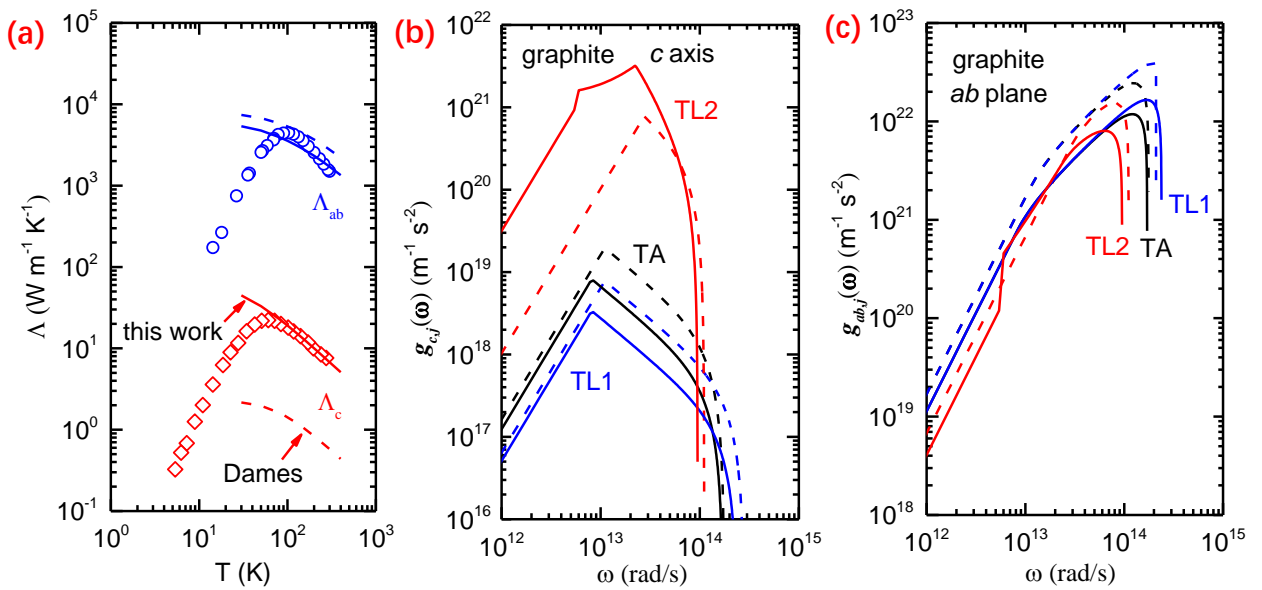 (a)
10^5
10^4
10^3
10^2
10^1
10^0
10^-1
Λ (W m^-1 K^-1)
Λ_ab
this work
Λ_c
Dames
10^0 10^1 10^2 10^3
T (K)
(b)
10^22
10^21
10^20
10^19
10^18
10^17
10^16
g_c,j(ω) (m^-1 s^-2)
graphite c axis
TL2
TA
TL1
10^12 10^13 10^14 10^15
ω (rad/s)
(c)
10^23
10^22
10^21
10^20
10^19
10^18
g_ab,j(ω) (m^-1 s^-2)
graphite
ab plane
TL1
TL2 TA
10^12 10^13 10^14 10^15
ω (rad/s)